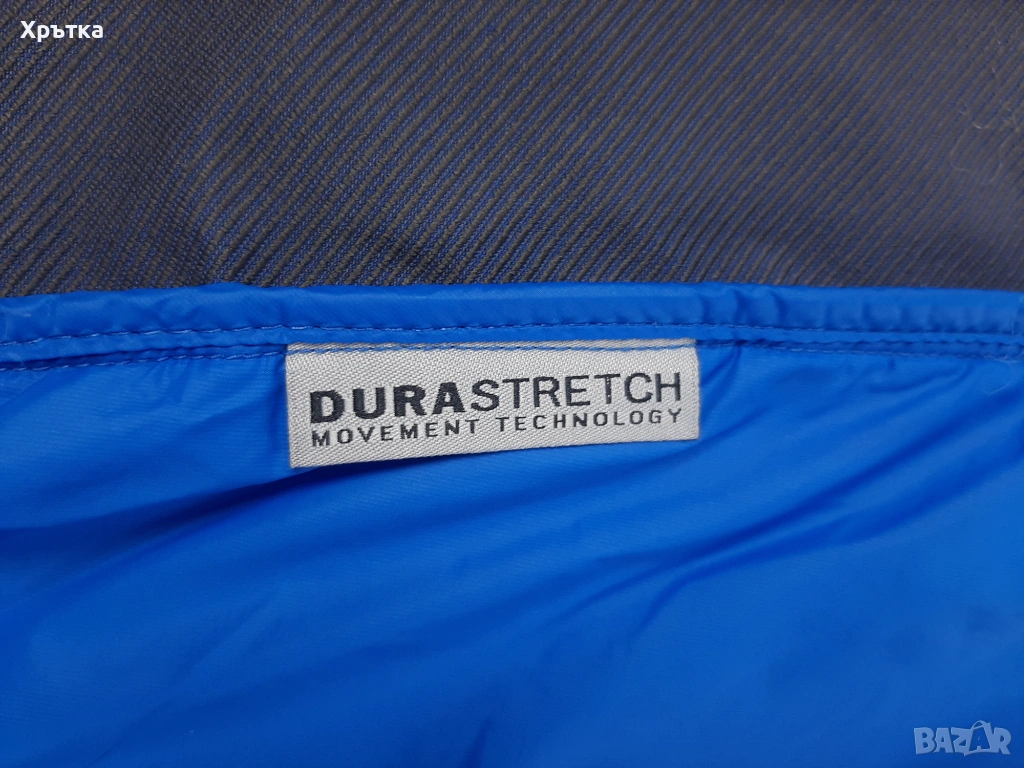 Хрътка
DURASTRETCH
MOVEMENT TECHNOLOGY
BAZAR